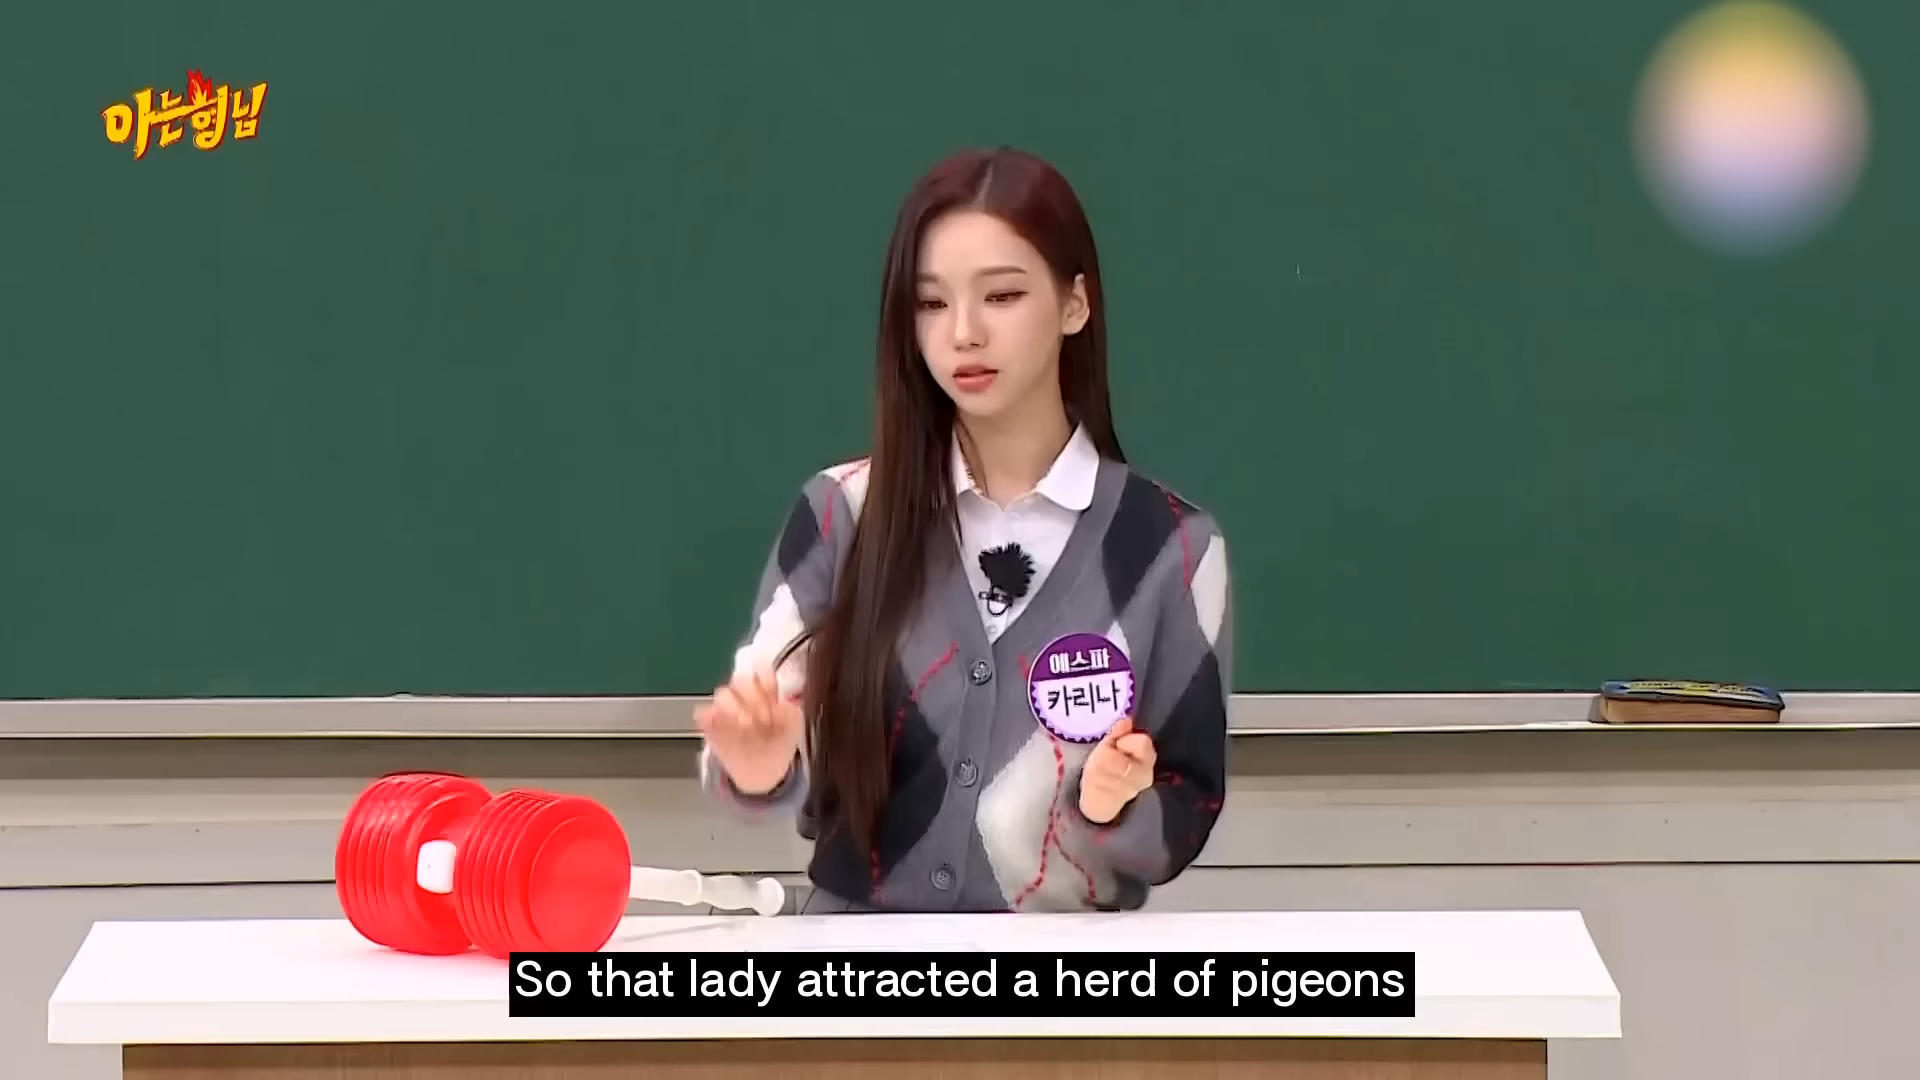 아는형님
에스파
카리나
So that lady attracted a herd of pigeons